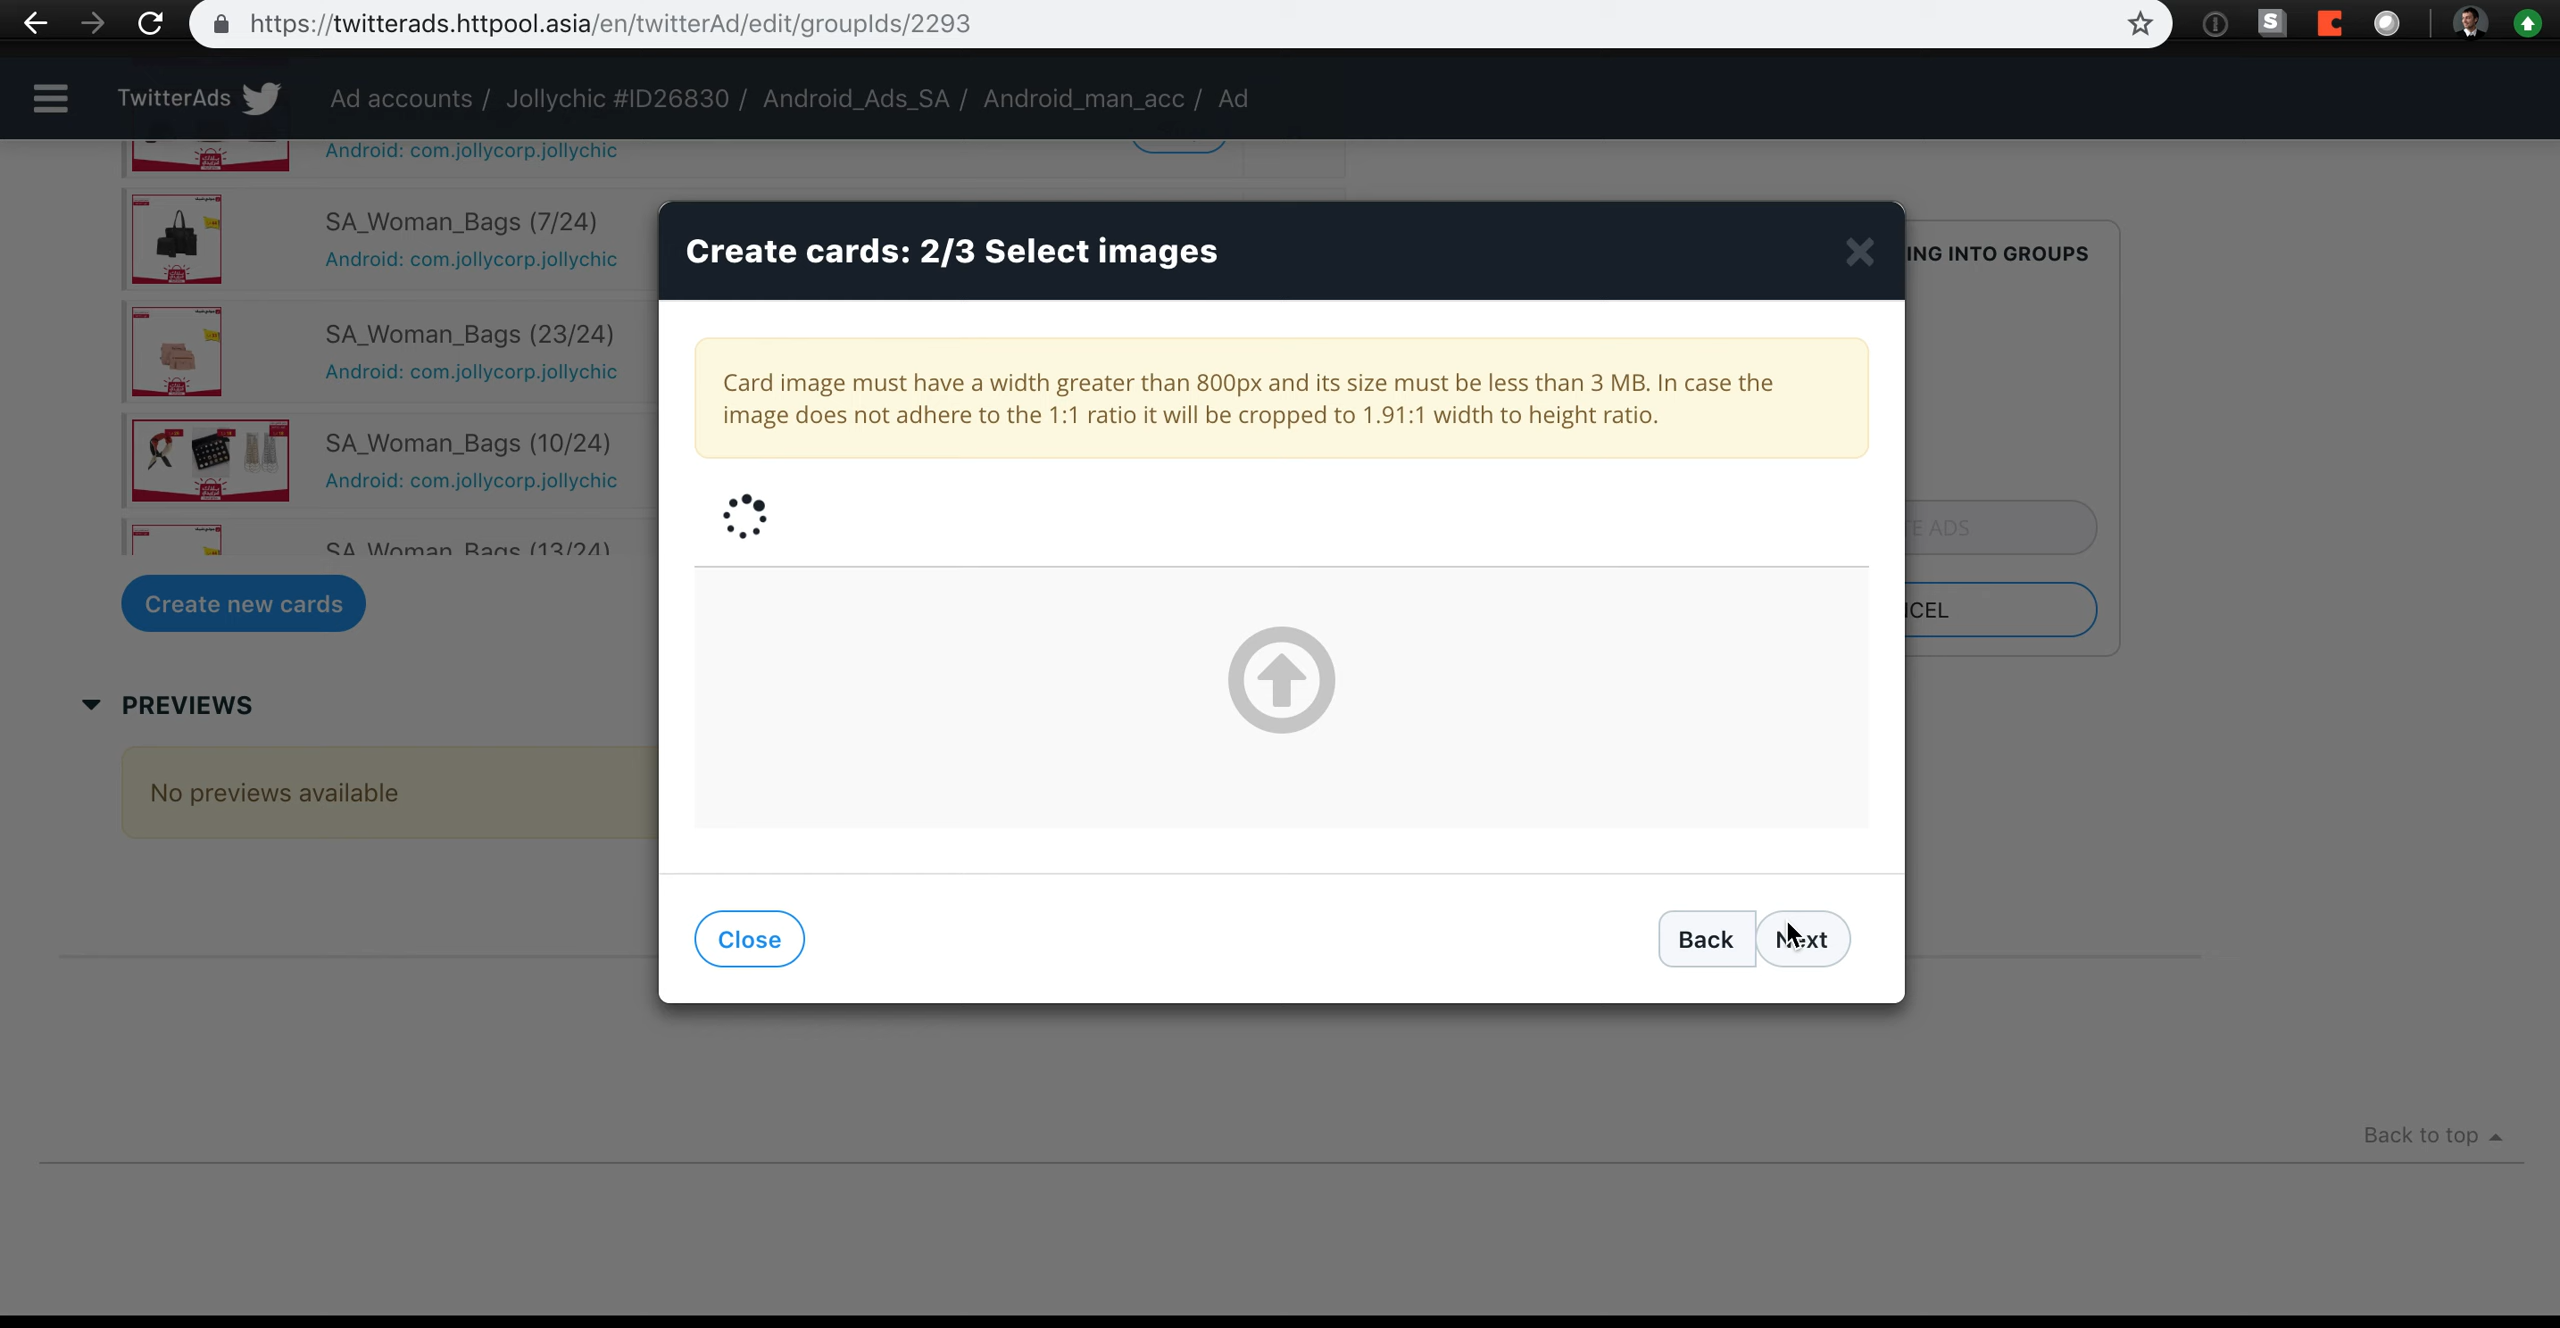 https://twitterads.httpool.asia/en/twitterAd/edit/groupIds/2293
TwitterAds
Ad accounts / Jollychic #ID26830 / Android_Ads_SA / Android_man_acc / Ad
Android: com.jollycorp.jollychic
SA_Woman_Bags (7/24)
Android: com.jollycorp.jollychic
SA_Woman_Bags (23/24)
Android: com.jollycorp.jollychic
SA_Woman_Bags (10/24)
Android: com.jollycorp.jollychic
SA_Woman_Bags (13/24)
Create new cards
PREVIEWS
No previews available
Create cards: 2/3 Select images
Card image must have a width greater than 800px and its size must be less than 3 MB. In case the
image does not adhere to the 1:1 ratio it will be cropped to 1.91:1 width to height ratio.
Close
Back
Next
ING INTO GROUPS
TE ADS
CEL
Back to top